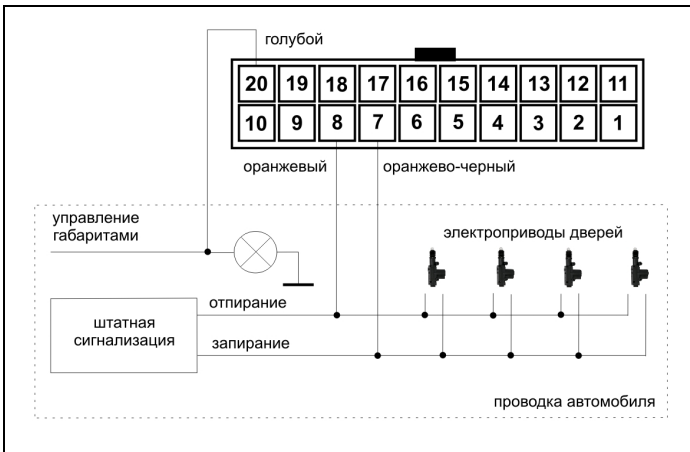 голубой
20 19 18 17 16 15 14 13 12 11
10 9 8 7 6 5 4 3 2 1
оранжевый
оранжево-черный
управление
габаритами
электроприводы дверей
отпирание
штатная
сигнализация
запирание
проводка автомобиля